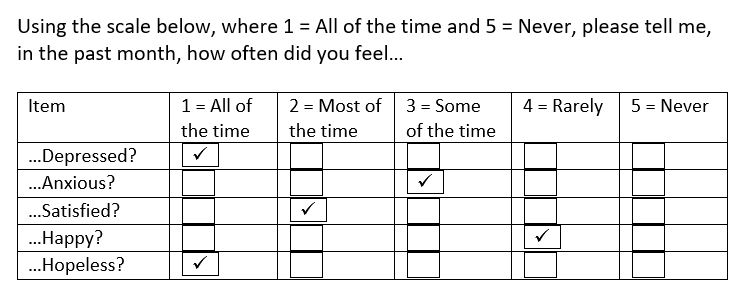 Using the scale below, where 1 = All of the time and 5 = Never, please tell me,
in the past month, how often did you feel...
Item 1 = All of the time 2 = Most of the time 3 = Some of the time 4 = Rarely 5 = Never
...Depressed? ✓
...Anxious? ✓
...Satisfied? ✓
...Happy? ✓
...Hopeless? ✓